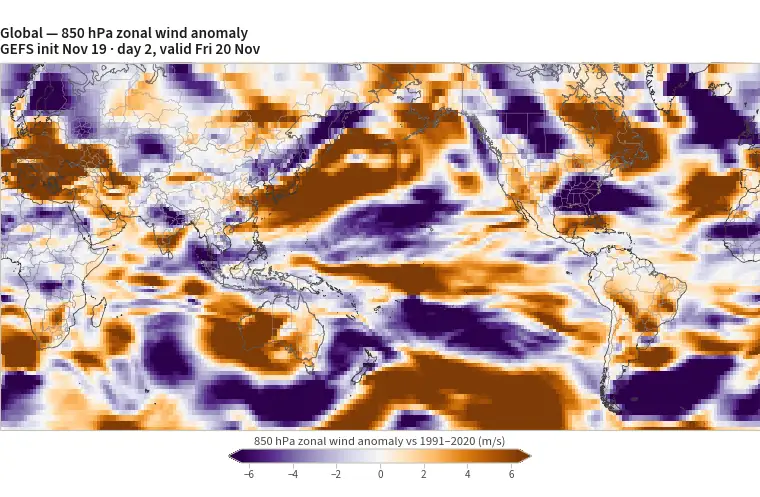 Global — 850 hPa zonal wind anomaly
GEFS init Nov 19 · day 2, valid Fri 20 Nov
850 hPa zonal wind anomaly vs 1991–2020 (m/s)
−6 −4 −2 0 2 4 6